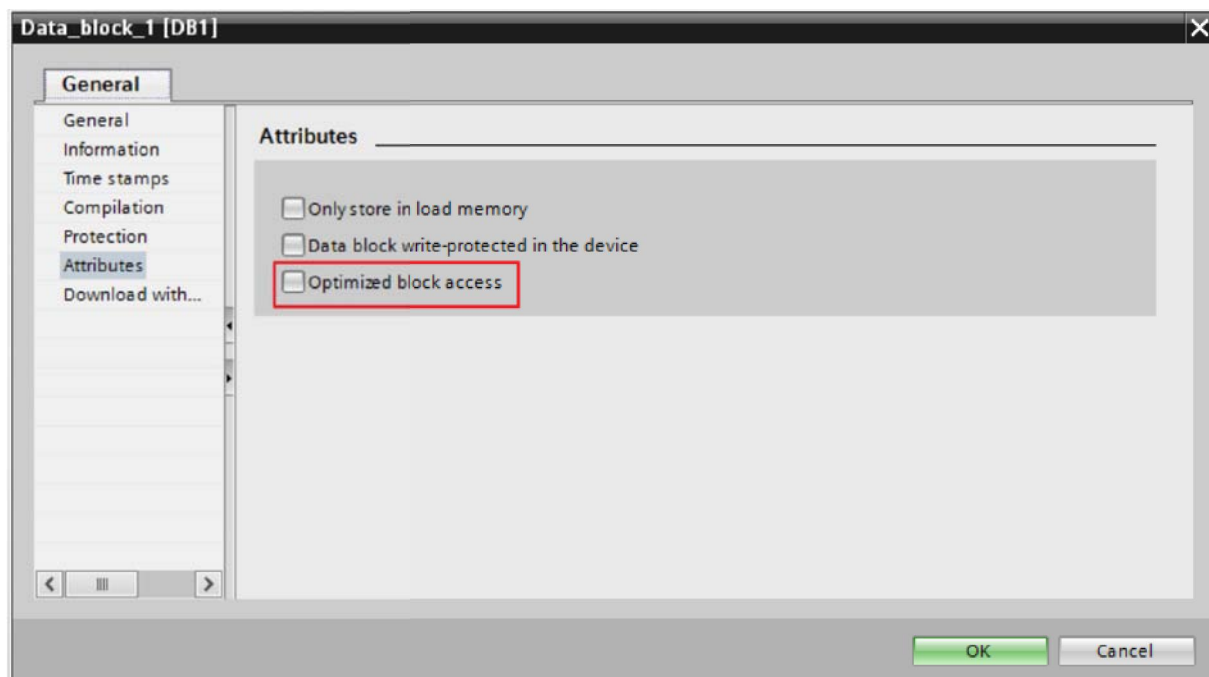 Data_block_1 [DB1]
General
General
Information
Time stamps
Compilation
Protection
Attributes
Download with...
Attributes
Only store in load memory
Data block write-protected in the device
Optimized block access
OK
Cancel